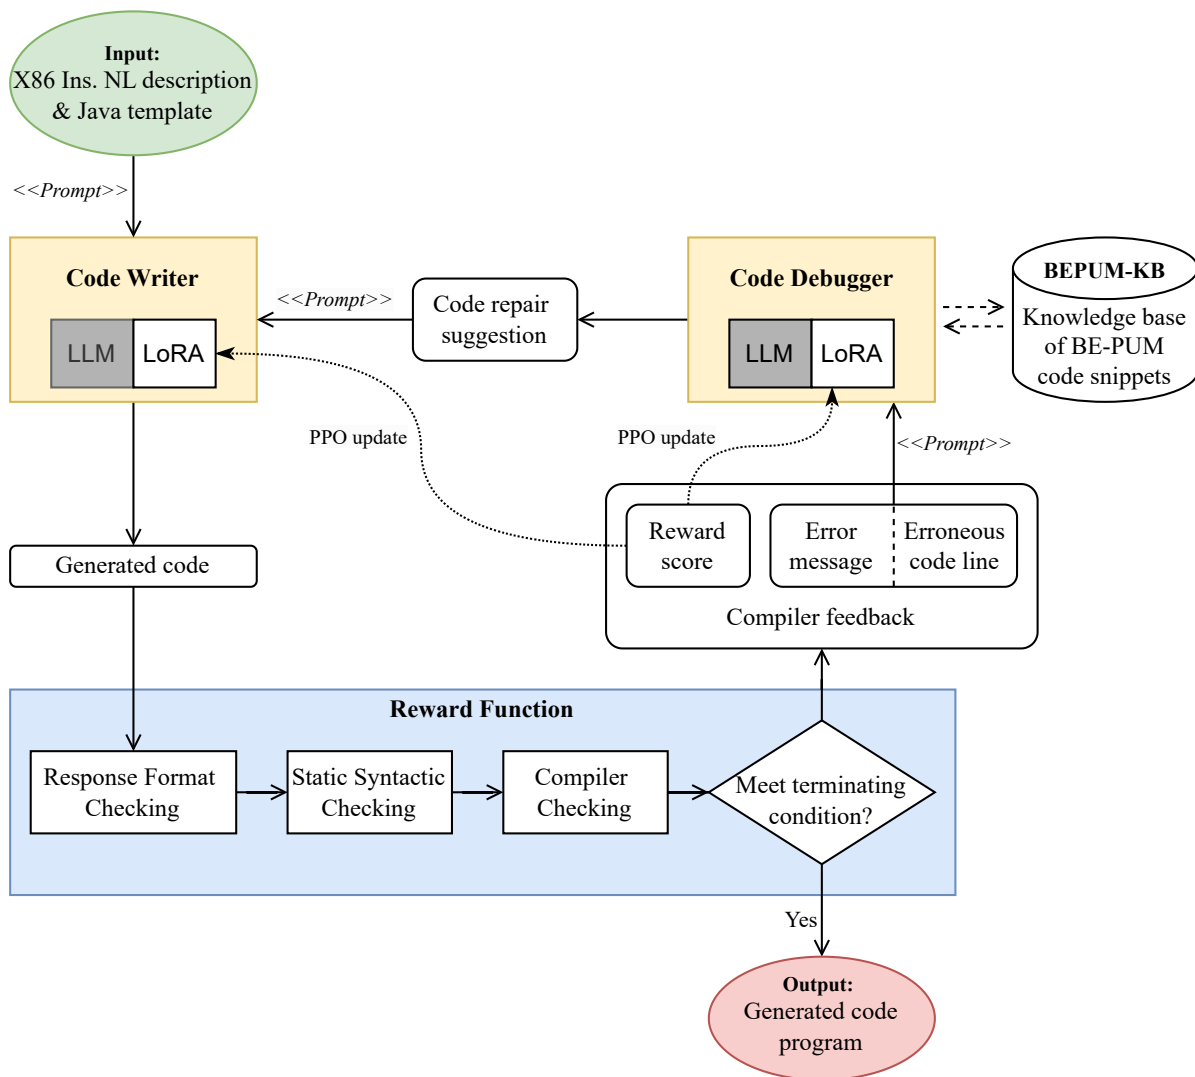 Input:
X86 Ins. NL description
& Java template
<<Prompt>>
Code Writer
LLM
LoRA
<<Prompt>>
Code repair
suggestion
Code Debugger
LLM
LoRA
BEPUM-KB
Knowledge base
of BE-PUM
code snippets
PPO update
PPO update
<<Prompt>>
Reward
score
Error
message
Erroneous
code line
Compiler feedback
Generated code
Reward Function
Response Format
Checking
Static Syntactic
Checking
Compiler
Checking
Meet terminating
condition?
Yes
Output:
Generated code
program